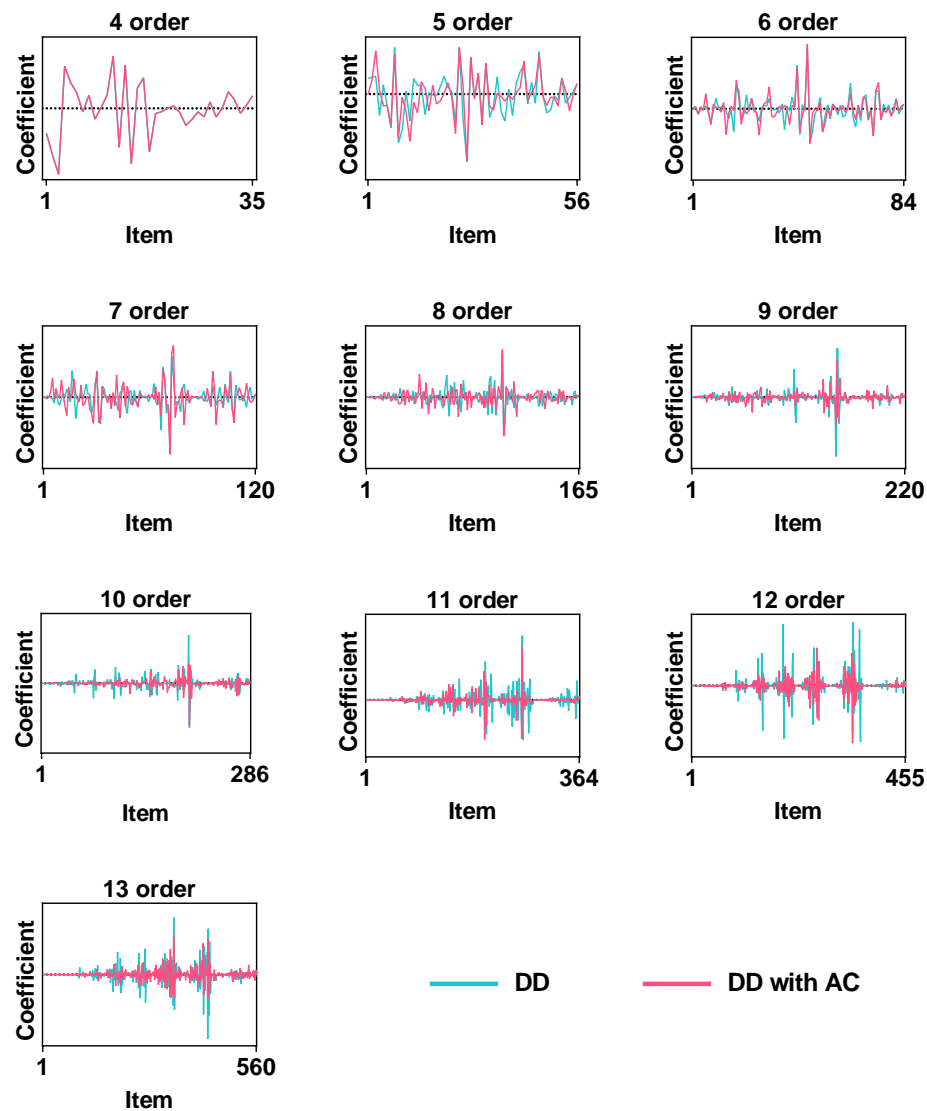 4 order
Coefficient
1
35
Item
5 order
Coefficient
1
56
Item
6 order
Coefficient
1
84
Item
7 order
Coefficient
1
120
Item
8 order
Coefficient
1
165
Item
9 order
Coefficient
1
220
Item
10 order
Coefficient
1
286
Item
11 order
Coefficient
1
364
Item
12 order
Coefficient
1
455
Item
13 order
Coefficient
1
560
Item
DD
DD with AC